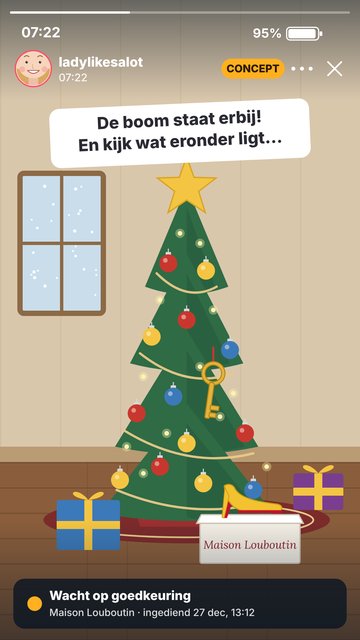 07:22
95%
ladylikesalot
07:22
CONCEPT
De boom staat erbij!
En kijk wat eronder ligt...
Maison Louboutin
Wacht op goedkeuring
Maison Louboutin · ingediend 27 dec, 13:12